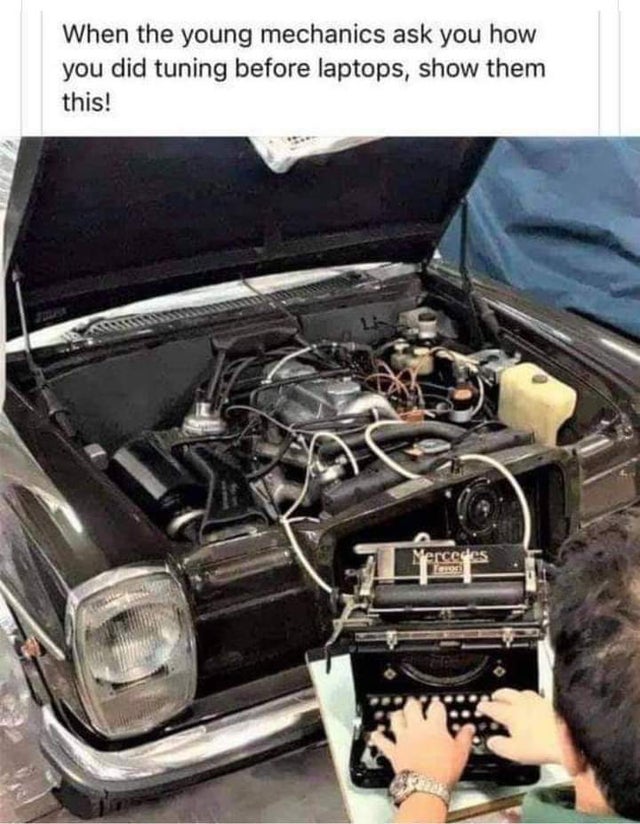 When the young mechanics ask you how
you did tuning before laptops, show them
this!
Mercedes